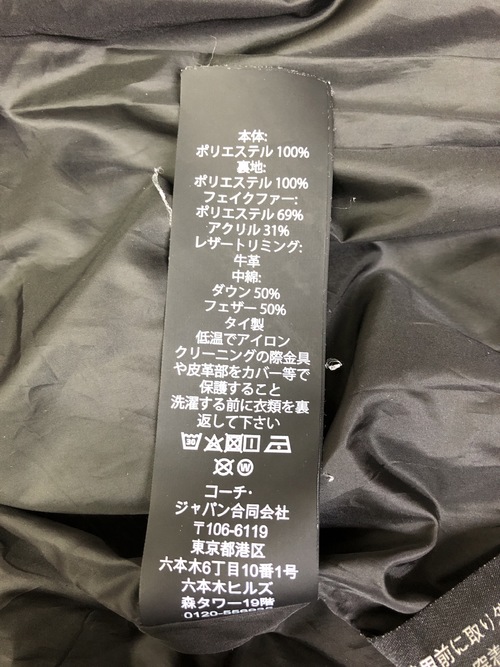 本体:
ポリエステル 100%
裏地:
ポリエステル 100%
フェイクファー:
ポリエステル 69%
アクリル 31%
レザートリミング:
牛革
中綿:
ダウン 50%
フェザー 50%
タイ製
低温でアイロン
クリーニングの際金具
や皮革部をカバー等で
保護すること
洗濯する前に衣類を裏
返して下さい
30
W
コーチ・
ジャパン合同会社
〒106-6119
東京都港区
六本木6丁目10番1号
六本木ヒルズ
森タワー19階
0120-556
用前に取り